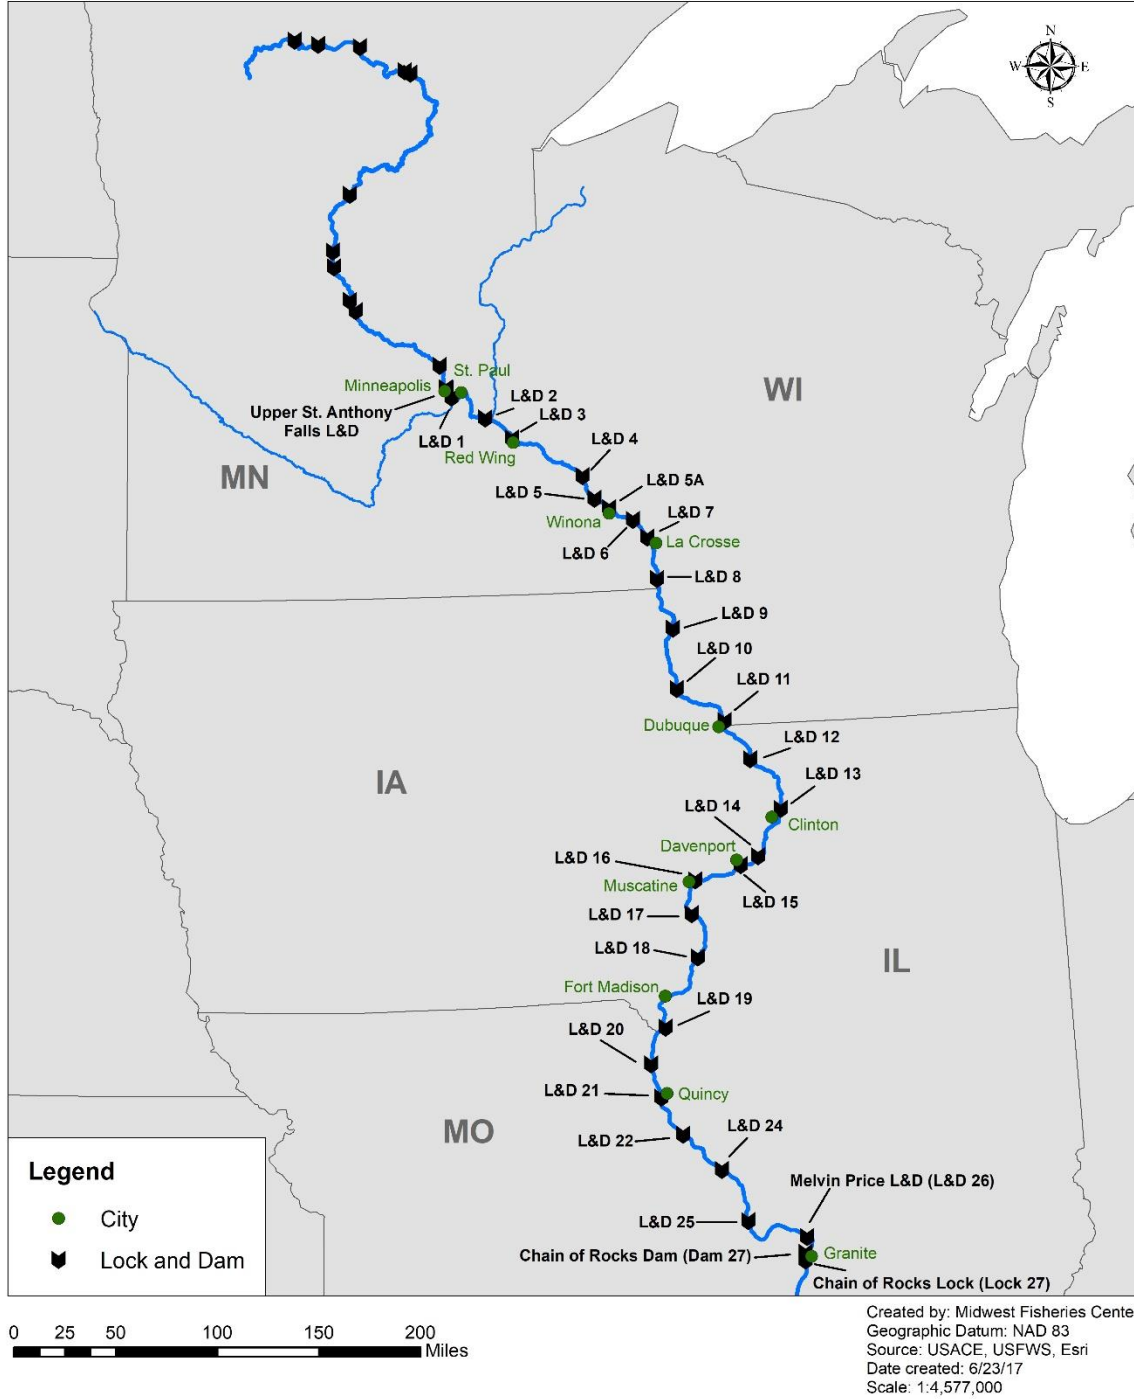 N
W E
S
WI
St. Paul
Minneapolis
Upper St. Anthony
Falls L&D
L&D 2
L&D 3
L&D 1
Red Wing
L&D 4
MN
L&D 5
L&D 5A
Winona
L&D 7
L&D 6
La Crosse
L&D 8
L&D 9
L&D 10
L&D 11
Dubuque
L&D 12
IA
L&D 13
L&D 14
Clinton
Davenport
L&D 16
Muscatine
L&D 15
L&D 17
L&D 18
IL
Fort Madison
L&D 19
L&D 20
L&D 21
Quincy
MO
L&D 22
L&D 24
Melvin Price L&D (L&D 26)
L&D 25
Chain of Rocks Dam (Dam 27)
Granite
Chain of Rocks Lock (Lock 27)
Legend
City
Lock and Dam
0 25 50 100 150 200
Miles
Created by: Midwest Fisheries Cente
Geographic Datum: NAD 83
Source: USACE, USFWS, Esri
Date created: 6/23/17
Scale: 1:4,577,000